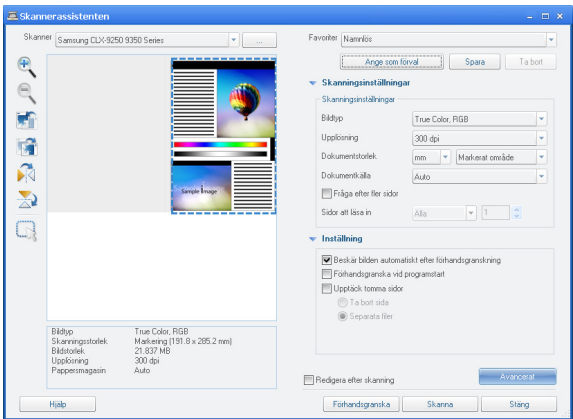 Skannerassistenten
Skanner Samsung CLX-9250 9350 Series ...
Favoriter Namnlös
Ange som förval Spara Ta bort
Skanningsinställningar
Skanningsinställningar
Bildtyp True Color, RGB
Upplösning 300 dpi
Dokumentstorlek mm Markerat område
Dokumentkälla Auto
Fråga efter fler sidor
Sidor att läsa in Alla 1
Sample Image
Inställning
Beskär bilden automatiskt efter förhandsgranskning
Förhandsgranska vid programstart
Upptäck tomma sidor
Ta bort sida
Separata filer
Bildtyp True Color, RGB
Skanningsstorlek Markering (191.8 x 285.2 mm)
Bildstorlek 21.837 MB
Upplösning 300 dpi
Pappersmagasin Auto
Redigera efter skanning Avancerat
Hjälp Förhandsgranska Skanna Stäng